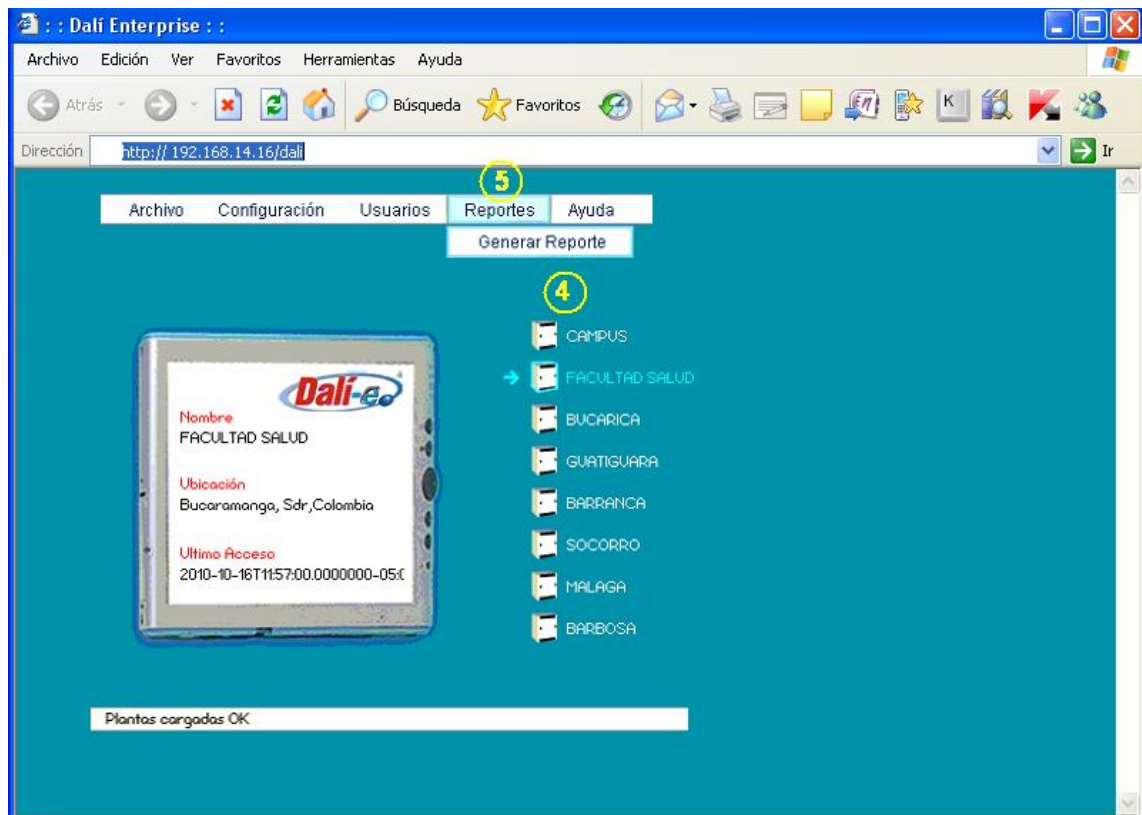 : : Dalí Enterprise : :
Archivo Edición Ver Favoritos Herramientas Ayuda
Atrás Búsqueda Favoritos
Dirección http:// 192.168.14.16/dali Ir
5
Archivo Configuración Usuarios Reportes Ayuda
Generar Reporte
4
CAMPUS
FACULTAD SALUD
BUCARICA
GUATIGUARA
BARRANCA
SOCORRO
MALAGA
BARBOSA
Dalí-e
Nombre
FACULTAD SALUD
Ubicación
Bucaramanga, Sdr,Colombia
Ultimo Acceso
2010-10-16T11:57:00.0000000-05:0
Plantas cargadas OK